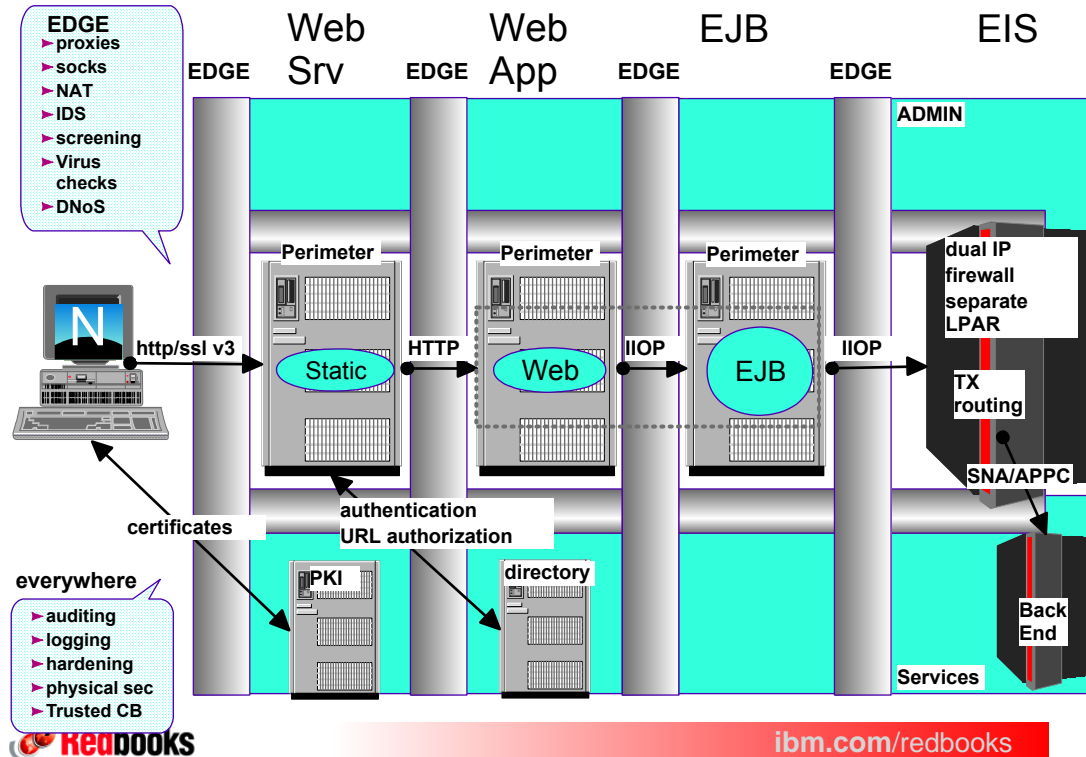 EDGE
proxies
socks
NAT
IDS
screening
Virus
checks
DNoS
Web
Srv
Web
App
EJB
EIS
EDGE
EDGE
EDGE
EDGE
ADMIN
Perimeter
Perimeter
Perimeter
dual IP
firewall
separate
LPAR
N
http/ssl v3
Static
HTTP
Web
IIOP
EJB
IIOP
TX
routing
SNA/APPC
certificates
authentication
URL authorization
PKI
directory
everywhere
auditing
logging
hardening
physical sec
Trusted CB
Back
End
Services
Redbooks
ibm.com/redbooks